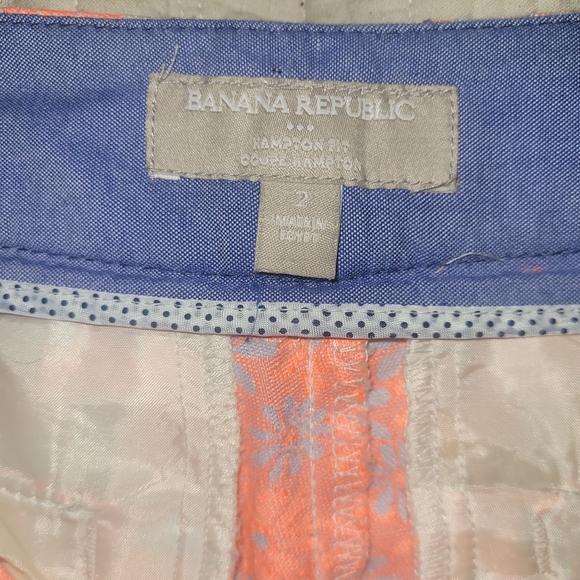 BANANA REPUBLIC
HAMPTON FIT
COUPE HAMPTON
2
MADE IN
EGYPT